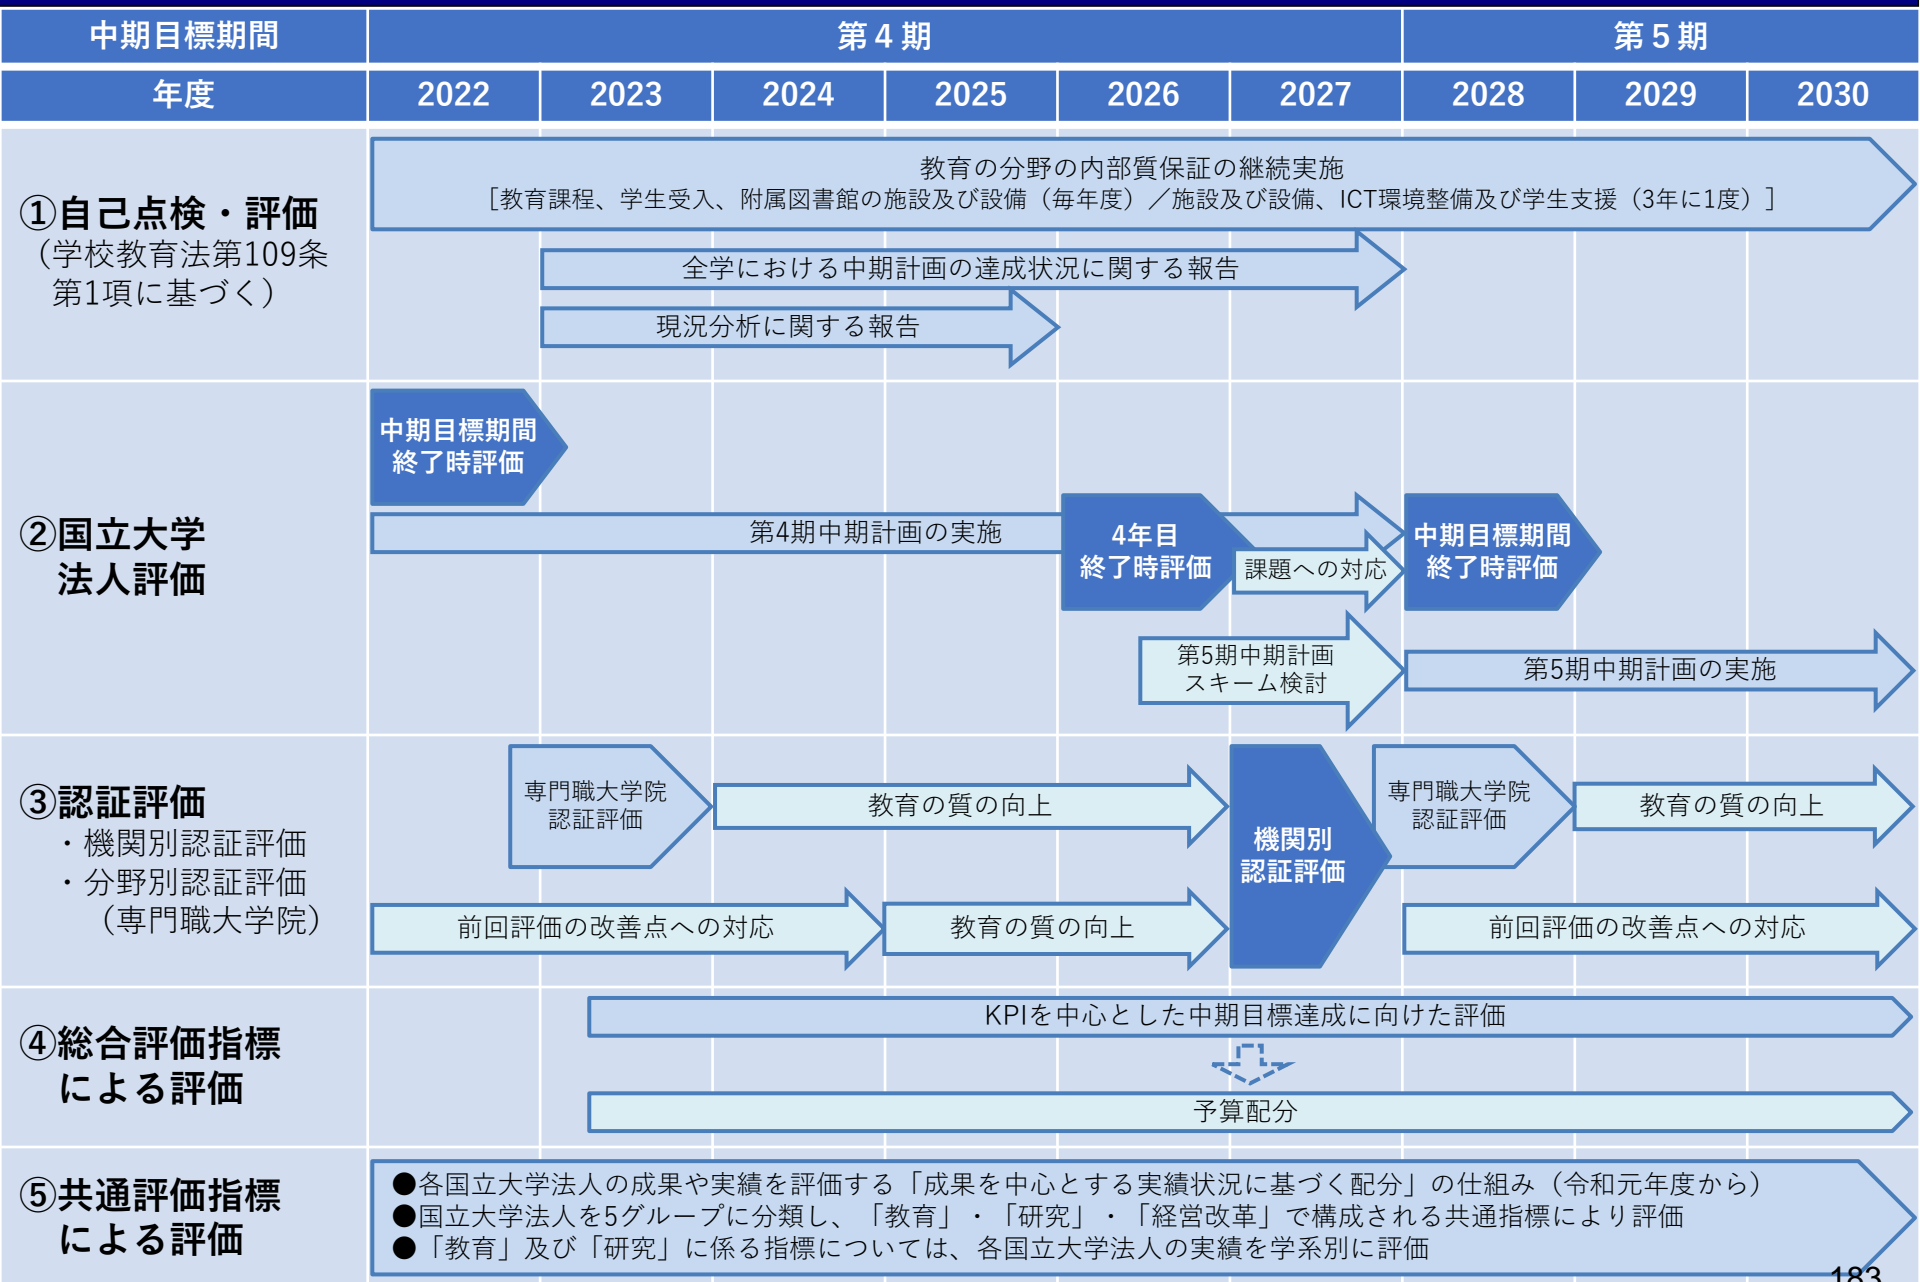 中期目標期間
第４期
第５期
年度
2022
2023
2024
2025
2026
2027
2028
2029
2030
①自己点検・評価
（学校教育法第109条
第1項に基づく）
教育の分野の内部質保証の継続実施
［教育課程、学生受入、附属図書館の施設及び設備（毎年度）／施設及び設備、ICT環境整備及び学生支援（3年に1度）］
全学における中期計画の達成状況に関する報告
現況分析に関する報告
②国立大学
法人評価
中期目標期間
終了時評価
第4期中期計画の実施
4年目
終了時評価
課題への対応
中期目標期間
終了時評価
第5期中期計画
スキーム検討
第5期中期計画の実施
③認証評価
・機関別認証評価
・分野別認証評価
（専門職大学院）
専門職大学院
認証評価
教育の質の向上
機関別
認証評価
専門職大学院
認証評価
教育の質の向上
前回評価の改善点への対応
教育の質の向上
前回評価の改善点への対応
④総合評価指標
による評価
KPIを中心とした中期目標達成に向けた評価
予算配分
⑤共通評価指標
による評価
●各国立大学法人の成果や実績を評価する「成果を中心とする実績状況に基づく配分」の仕組み（令和元年度から）
●国立大学法人を5グループに分類し、「教育」・「研究」・「経営改革」で構成される共通指標により評価
●「教育」及び「研究」に係る指標については、各国立大学法人の実績を学系別に評価
183